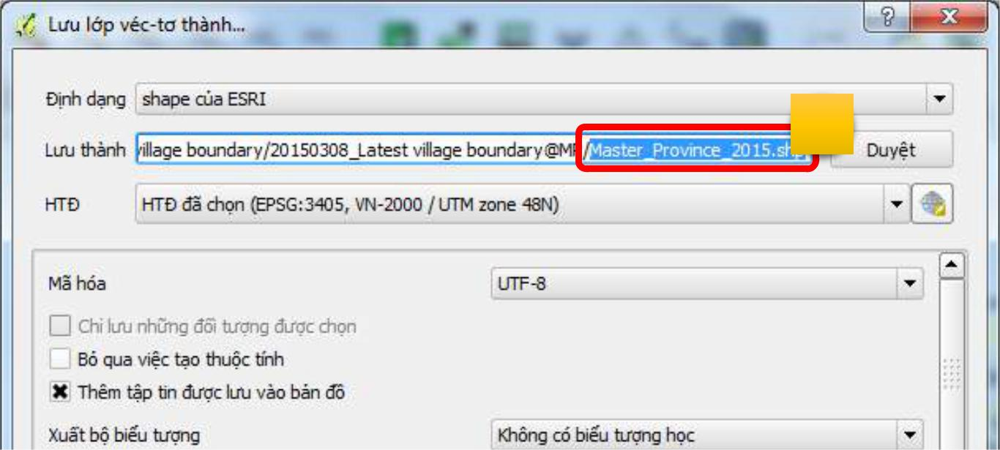 Lưu lớp véc-tơ thành...
Định dạng shape của ESRI
Lưu thành village boundary/20150308_Latest village boundary@MP/Master_Province_2015.shp Duyệt
HTĐ HTĐ đã chọn (EPSG:3405, VN-2000 / UTM zone 48N)
Mã hóa UTF-8
Chỉ lưu những đối tượng được chọn
Bỏ qua việc tạo thuộc tính
Thêm tập tin được lưu vào bản đồ
Xuất bộ biểu tượng Không có biểu tượng học